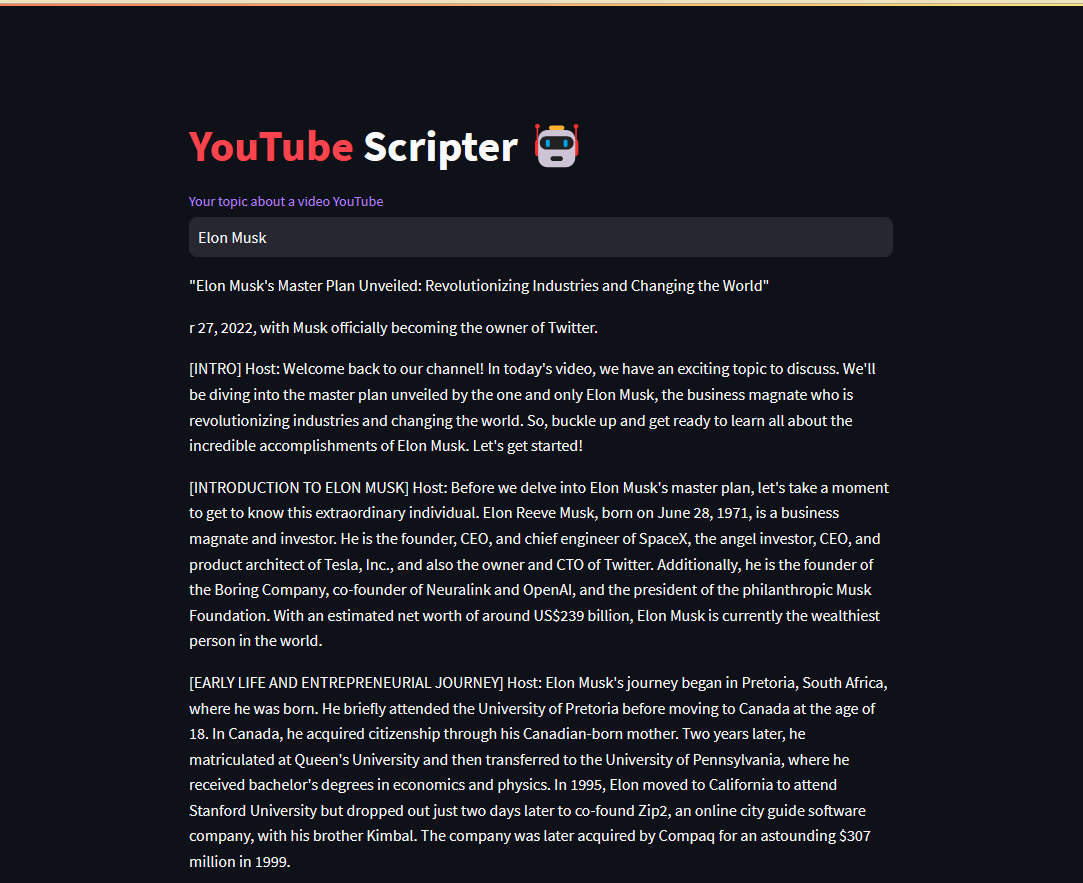 YouTube Scripter
Your topic about a video YouTube
Elon Musk
"Elon Musk's Master Plan Unveiled: Revolutionizing Industries and Changing the World"
r 27, 2022, with Musk officially becoming the owner of Twitter.
[INTRO] Host: Welcome back to our channel! In today's video, we have an exciting topic to discuss. We'll
be diving into the master plan unveiled by the one and only Elon Musk, the business magnate who is
revolutionizing industries and changing the world. So, buckle up and get ready to learn all about the
incredible accomplishments of Elon Musk. Let's get started!
[INTRODUCTION TO ELON MUSK] Host: Before we delve into Elon Musk's master plan, let's take a moment
to get to know this extraordinary individual. Elon Reeve Musk, born on June 28, 1971, is a business
magnate and investor. He is the founder, CEO, and chief engineer of SpaceX, the angel investor, CEO, and
product architect of Tesla, Inc., and also the owner and CTO of Twitter. Additionally, he is the founder of
the Boring Company, co-founder of Neuralink and OpenAI, and the president of the philanthropic Musk
Foundation. With an estimated net worth of around US$239 billion, Elon Musk is currently the wealthiest
person in the world.
[EARLY LIFE AND ENTREPRENEURIAL JOURNEY] Host: Elon Musk's journey began in Pretoria, South Africa,
where he was born. He briefly attended the University of Pretoria before moving to Canada at the age of
18. In Canada, he acquired citizenship through his Canadian-born mother. Two years later, he
matriculated at Queen's University and then transferred to the University of Pennsylvania, where he
received bachelor's degrees in economics and physics. In 1995, Elon moved to California to attend
Stanford University but dropped out just two days later to co-found Zip2, an online city guide software
company, with his brother Kimbal. The company was later acquired by Compaq for an astounding $307
million in 1999.